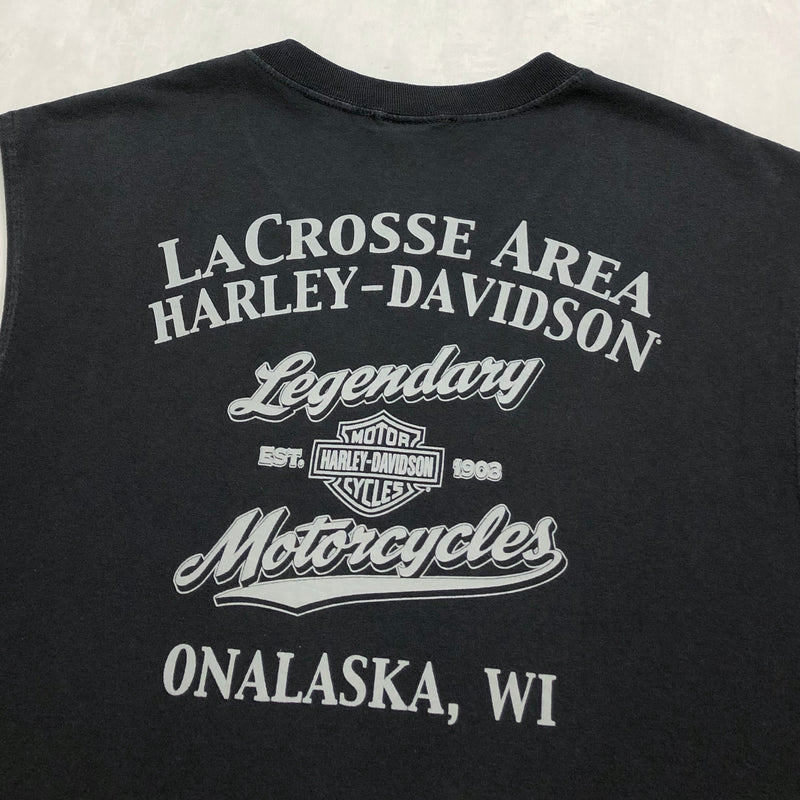 LACROSSE AREA
HARLEY-DAVIDSON
Legendary
MOTOR
EST. HARLEY-DAVIDSON 1903
CYCLES
Motorcycles
ONALASKA, WI